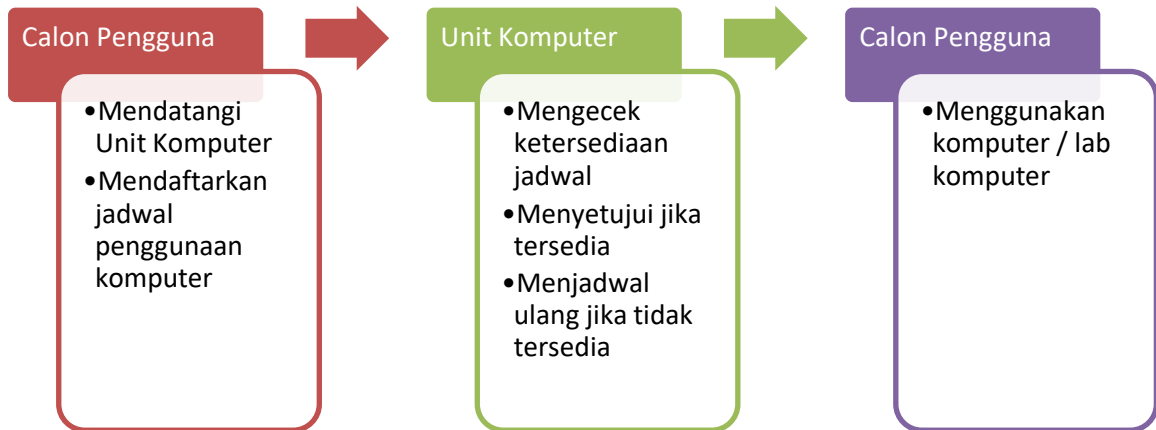 Calon Pengguna
•Mendatangi
Unit Komputer
•Mendaftarkan
jadwal
penggunaan
komputer
Unit Komputer
•Mengecek
ketersediaan
jadwal
•Menyetujui jika
tersedia
•Menjadwal
ulang jika tidak
tersedia
Calon Pengguna
•Menggunakan
komputer / lab
komputer